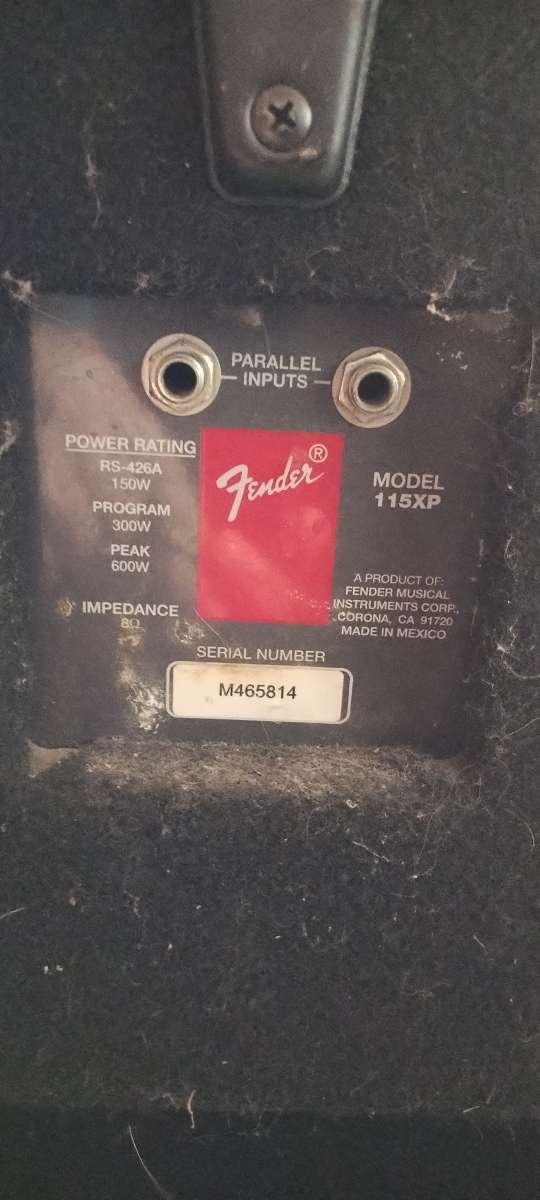 PARALLEL
INPUTS
POWER RATING
RS-426A
150W
PROGRAM
300W
PEAK
600W
IMPEDANCE
8Ω
Fender®
MODEL
115XP
A PRODUCT OF:
FENDER MUSICAL
INSTRUMENTS CORP.,
CORONA, CA 91720
MADE IN MEXICO
SERIAL NUMBER
M465814